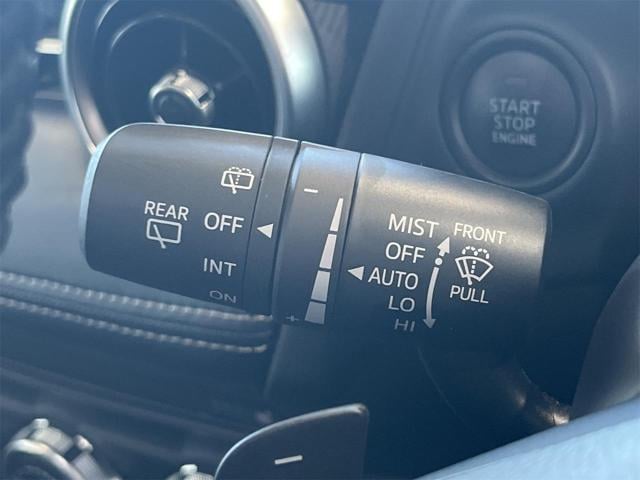 START
STOP
ENGINE
REAR
OFF
INT
ON
−
+
MIST
OFF
AUTO
LO
HI
FRONT
PULL
−